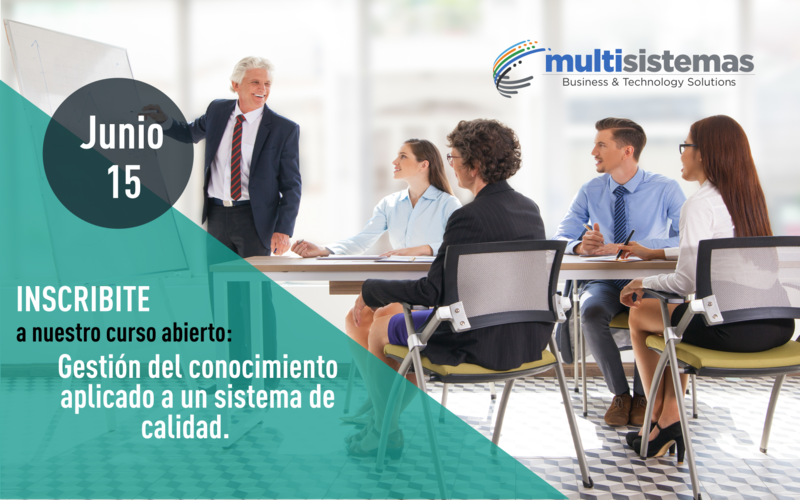 multisistemas
Business & Technology Solutions
Junio
15
INSCRIBITE
a nuestro curso abierto:
Gestión del conocimiento
aplicado a un sistema de
calidad.